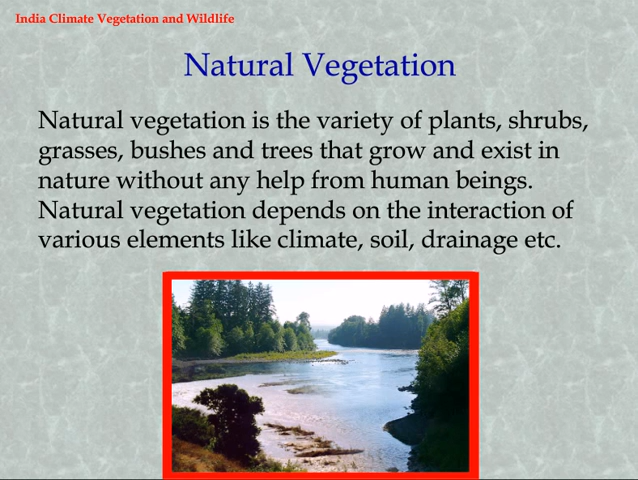 India Climate Vegetation and Wildlife
Natural Vegetation
Natural vegetation is the variety of plants, shrubs,
grasses, bushes and trees that grow and exist in
nature without any help from human beings.
Natural vegetation depends on the interaction of
various elements like climate, soil, drainage etc.